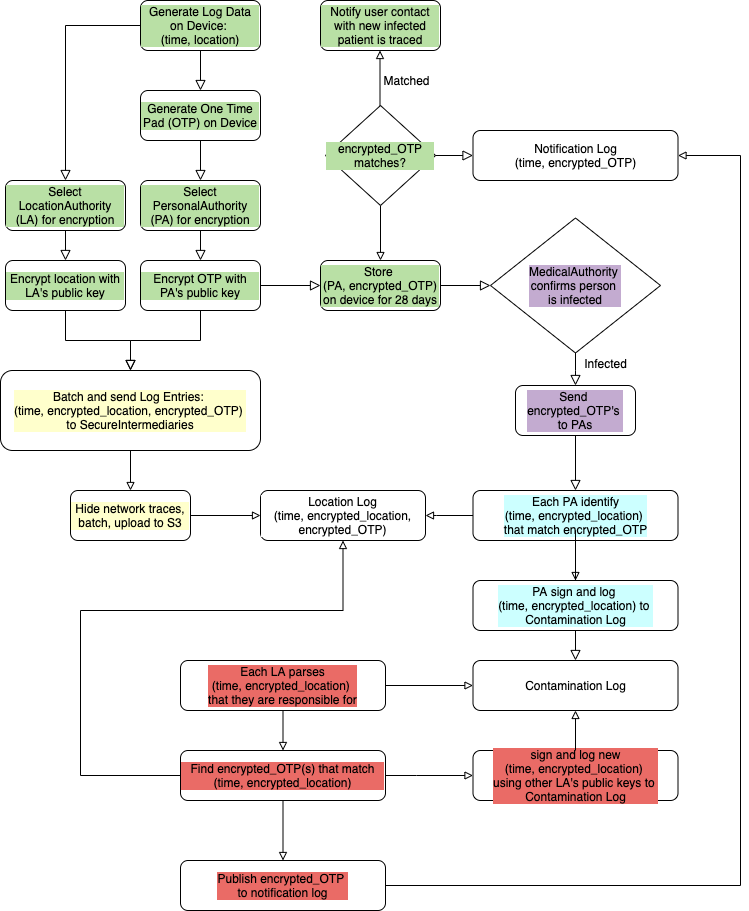 Generate Log Data
on Device:
(time, location)
Notify user contact
with new infected
patient is traced
Matched
Generate One Time
Pad (OTP) on Device
encrypted_OTP
matches?
Notification Log
(time, encrypted_OTP)
Select
LocationAuthority
(LA) for encryption
Select
PersonalAuthority
(PA) for encryption
Encrypt location with
LA's public key
Encrypt OTP with
PA's public key
Store
(PA, encrypted_OTP)
on device for 28 days
MedicalAuthority
confirms person
is infected
Infected
Batch and send Log Entries:
(time, encrypted_location, encrypted_OTP)
to SecureIntermediaries
Send
encrypted_OTP's
to PAs
Hide network traces,
batch, upload to S3
Location Log
(time, encrypted_location,
encrypted_OTP)
Each PA identify
(time, encrypted_location)
that match encrypted_OTP
PA sign and log
(time, encrypted_location) to
Contamination Log
Each LA parses
(time, encrypted_location)
that they are responsible for
Contamination Log
Find encrypted_OTP(s) that match
(time, encrypted_location)
sign and log new
(time, encrypted_location)
using other LA's public keys to
Contamination Log
Publish encrypted_OTP
to notification log